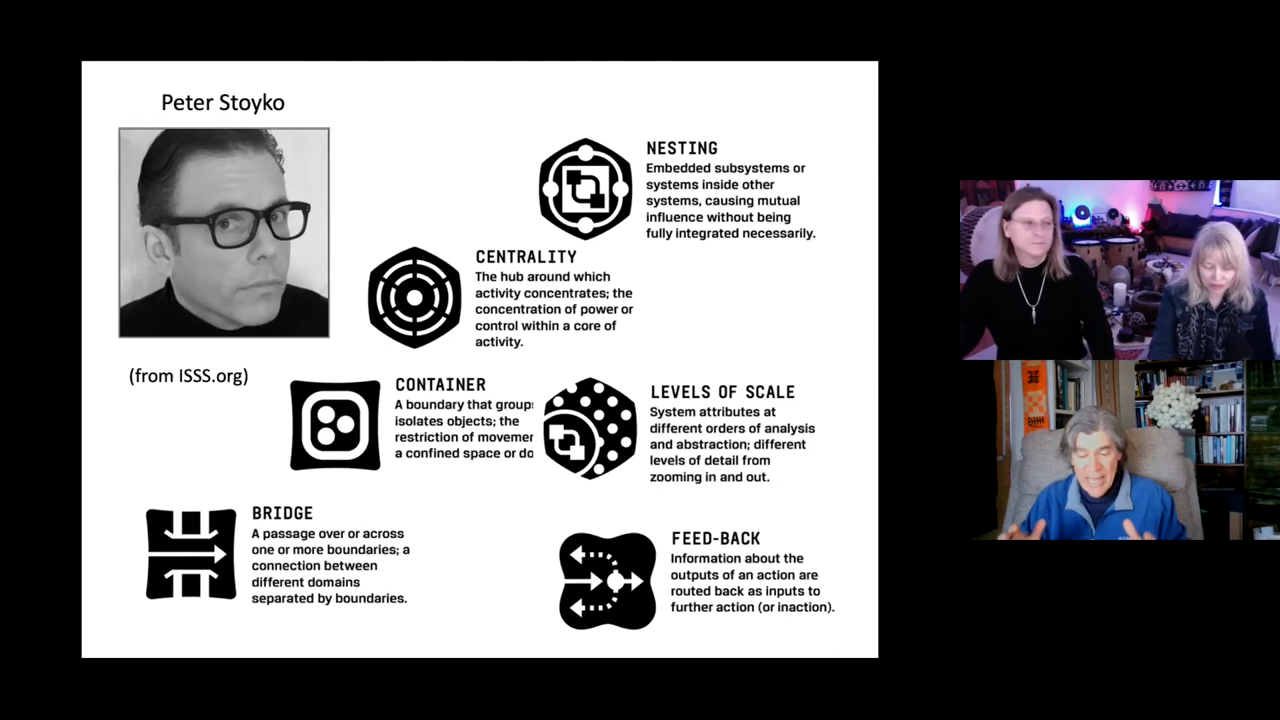 Peter Stoyko
(from ISSS.org)
NESTING
Embedded subsystems or
systems inside other
systems, causing mutual
influence without being
fully integrated necessarily.
CENTRALITY
The hub around which
activity concentrates; the
concentration of power or
control within a core of
activity.
CONTAINER
A boundary that group
isolates objects; the
restriction of movemen
a confined space or do
LEVELS OF SCALE
System attributes at
different orders of analysis
and abstraction; different
levels of detail from
zooming in and out.
BRIDGE
A passage over or across
one or more boundaries; a
connection between
different domains
separated by boundaries.
FEED-BACK
Information about the
outputs of an action are
routed back as inputs to
further action (or inaction).